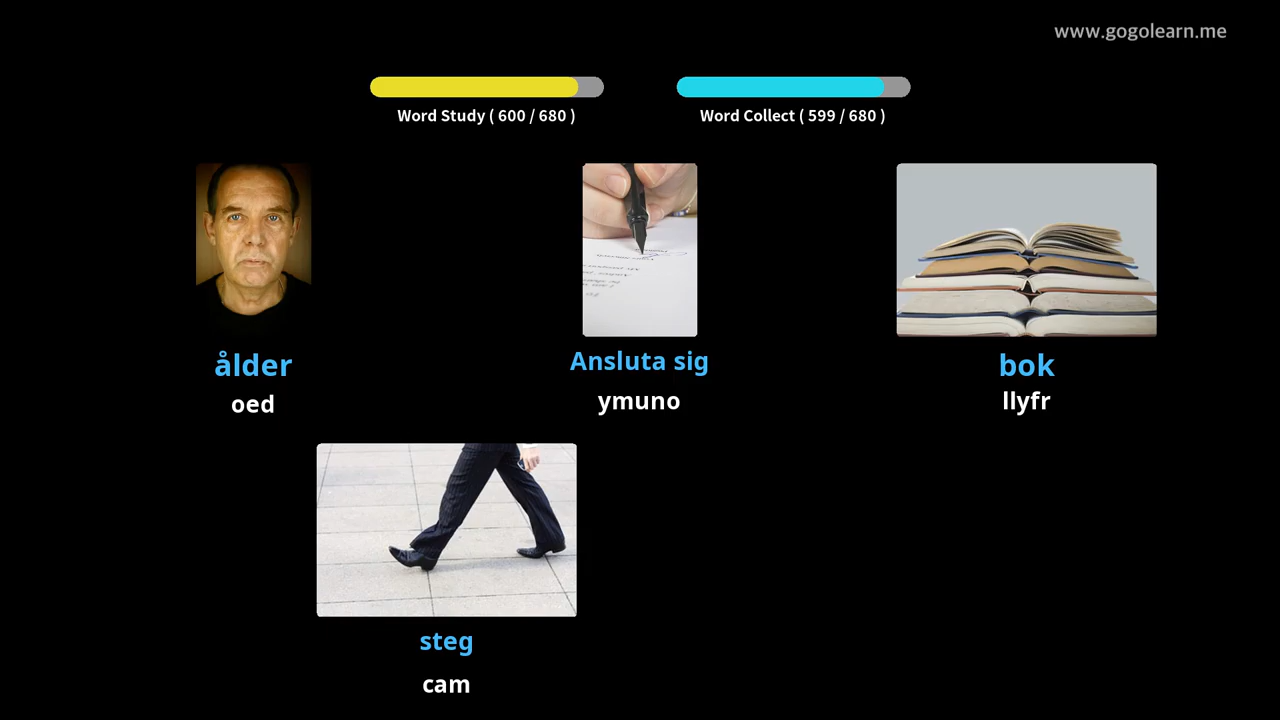 www.gogolearn.me
Word Study ( 600 / 680 )
Word Collect ( 599 / 680 )
ålder
oed
Ansluta sig
ymuno
bok
llyfr
steg
cam